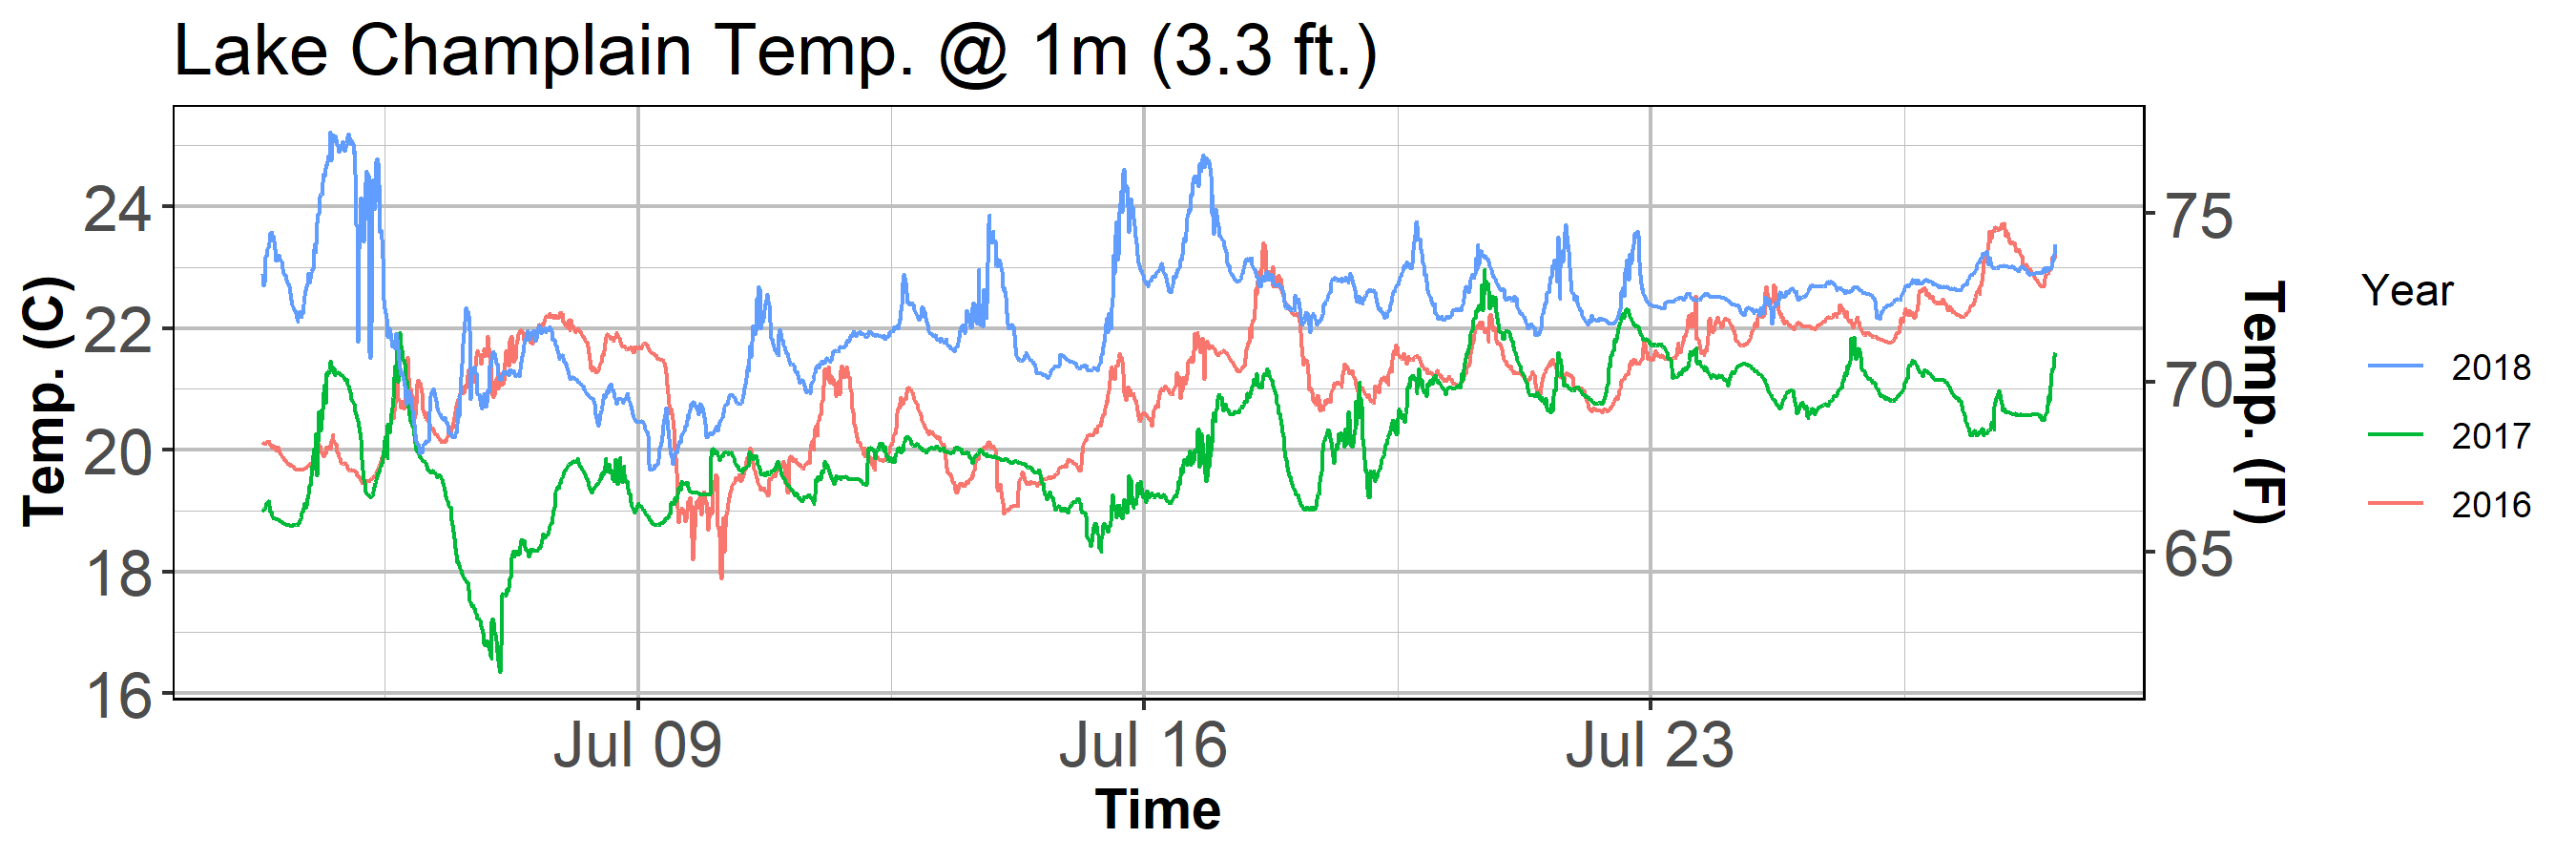 Lake Champlain Temp. @ 1m (3.3 ft.)
Temp. (C)
24
22
20
18
16
75
70
65
Temp. (F)
Jul 09
Jul 16
Jul 23
Time
Year
2018
2017
2016